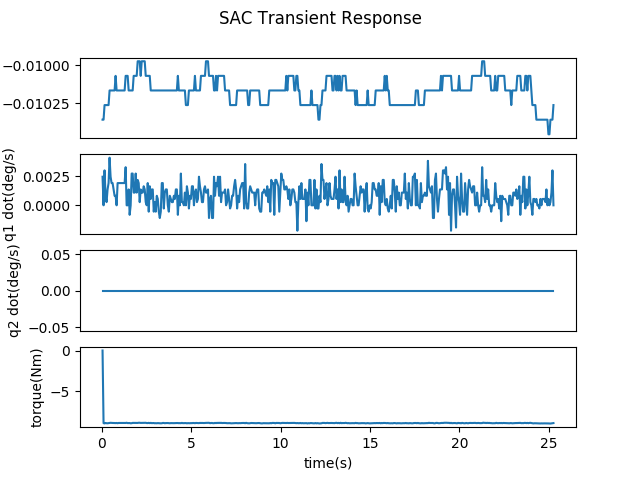 SAC Transient Response
−0.01000
−0.01025
q1 dot(deg/s)
0.0025
0.0000
q2 dot(deg/s)
0.05
0.00
−0.05
torque(Nm)
0
−5
0 5 10 15 20 25
time(s)